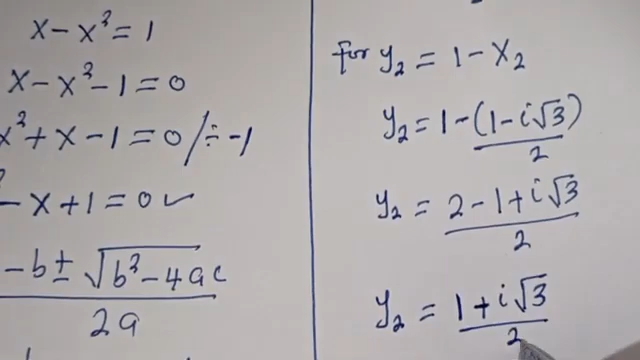 x - x² = 1
x - x² - 1 = 0
x² + x - 1 = 0 / ÷ -1
- x + 1 = 0 ✓
-b ± √(b² - 4ac)
2a
for y₂ = 1 - x₂
y₂ = 1 - (1 - i√3)/2
y₂ = (2 - 1 + i√3)/2
y₂ = (1 + i√3)/2